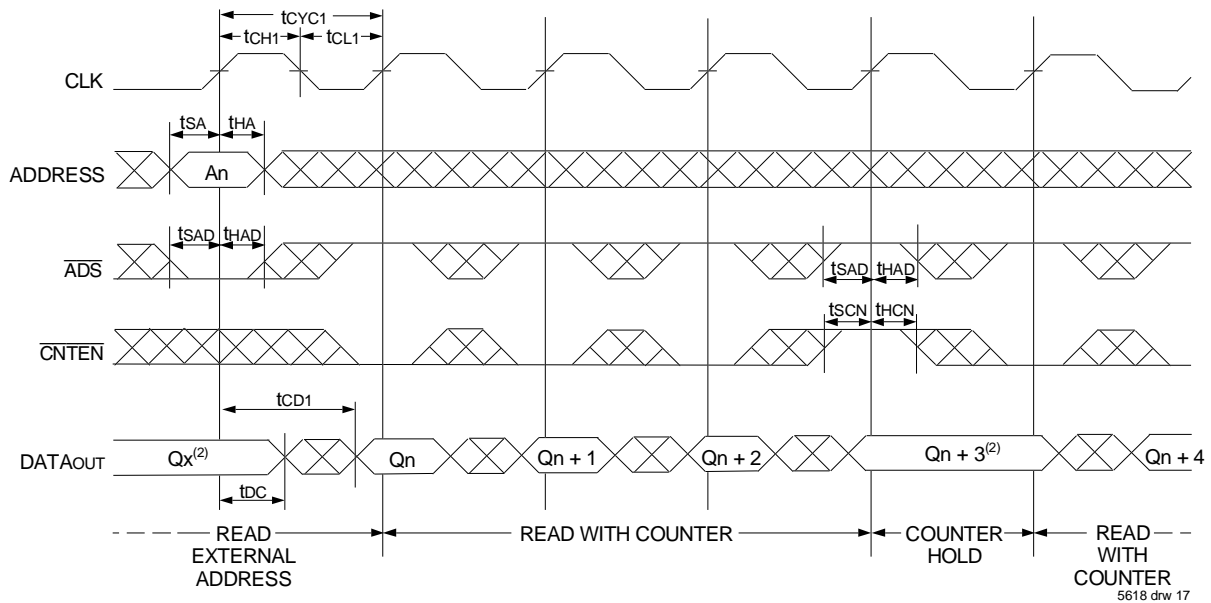 tCYC1
tCH1 tCL1
CLK
tSA tHA
ADDRESS An
tSAD tHAD
ADS
tSAD tHAD
tSCN tHCN
CNTEN
tCD1
DATAOUT Qx(2) Qn Qn + 1 Qn + 2 Qn + 3(2) Qn + 4
tDC
READ
EXTERNAL
ADDRESS
READ WITH COUNTER
COUNTER
HOLD
READ
WITH
COUNTER
5618 drw 17